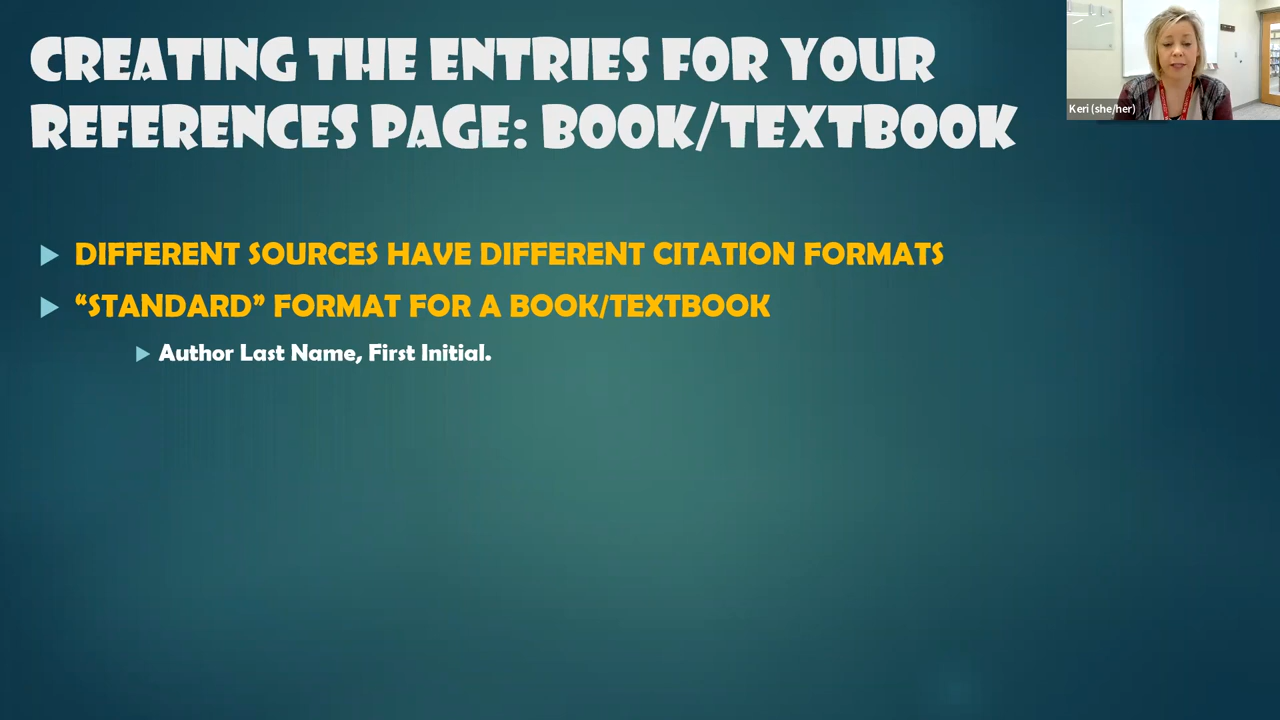 CREATING THE ENTRIES FOR YOUR
REFERENCES PAGE: BOOK/TEXTBOOK
Keri (she/her)
DIFFERENT SOURCES HAVE DIFFERENT CITATION FORMATS
“STANDARD” FORMAT FOR A BOOK/TEXTBOOK
Author Last Name, First Initial.